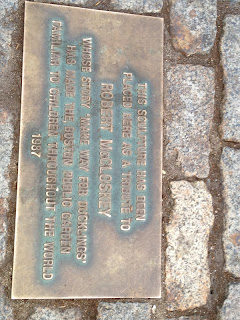 THIS SCULPTURE HAS BEEN
PLACED HERE AS A TRIBUTE TO
ROBERT McCLOSKEY
WHOSE STORY "MAKE WAY FOR DUCKLINGS"
HAS MADE THE BOSTON PUBLIC GARDEN
FAMILIAR TO CHILDREN THROUGHOUT THE WORLD
1987